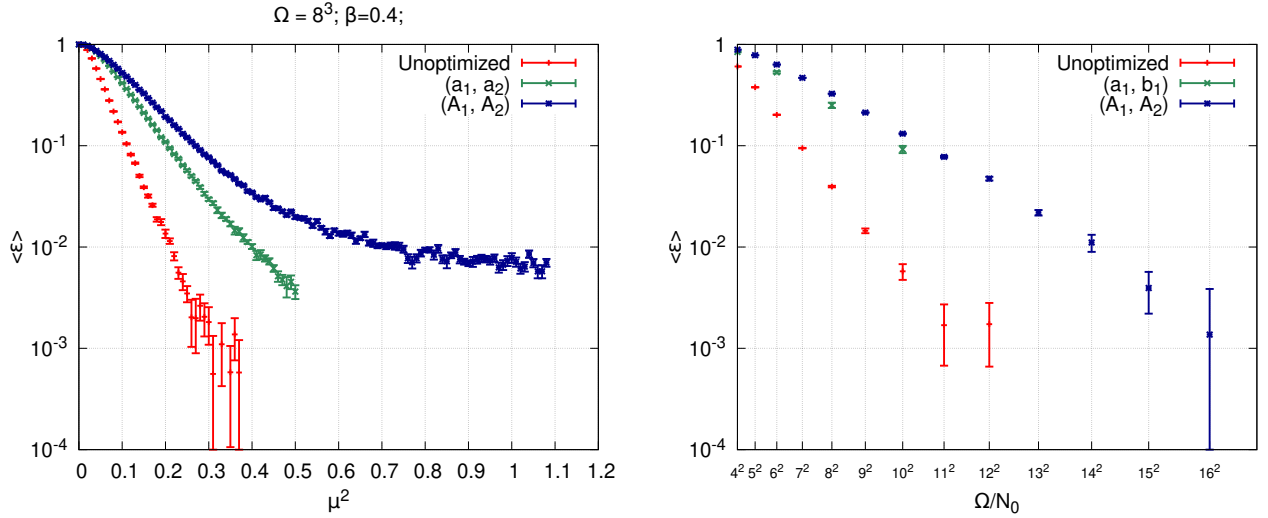 Ω = 8³; β=0.4;
<ε>
1
10⁻¹
10⁻²
10⁻³
10⁻⁴
Unoptimized
(a₁, a₂)
(A₁, A₂)
0 0.1 0.2 0.3 0.4 0.5 0.6 0.7 0.8 0.9 1 1.1 1.2
μ²
<ε>
1
10⁻¹
10⁻²
10⁻³
10⁻⁴
Unoptimized
(a₁, b₁)
(A₁, A₂)
4² 5² 6² 7² 8² 9² 10² 11² 12² 13² 14² 15² 16²
Ω/N₀